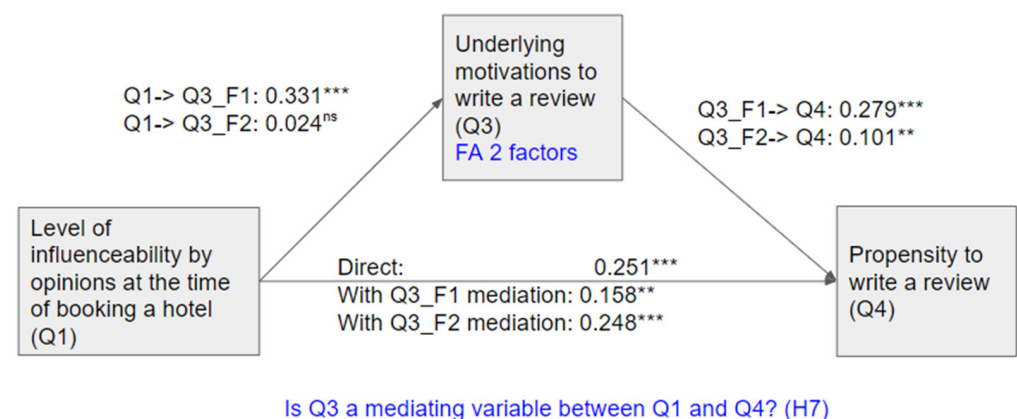 Underlying
motivations to
write a review
(Q3)
FA 2 factors
Q1-> Q3_F1: 0.331***
Q1-> Q3_F2: 0.024ns
Q3_F1-> Q4: 0.279***
Q3_F2-> Q4: 0.101**
Level of
influenceability by
opinions at the time
of booking a hotel
(Q1)
Direct: 0.251***
With Q3_F1 mediation: 0.158**
With Q3_F2 mediation: 0.248***
Propensity to
write a review
(Q4)
Is Q3 a mediating variable between Q1 and Q4? (H7)